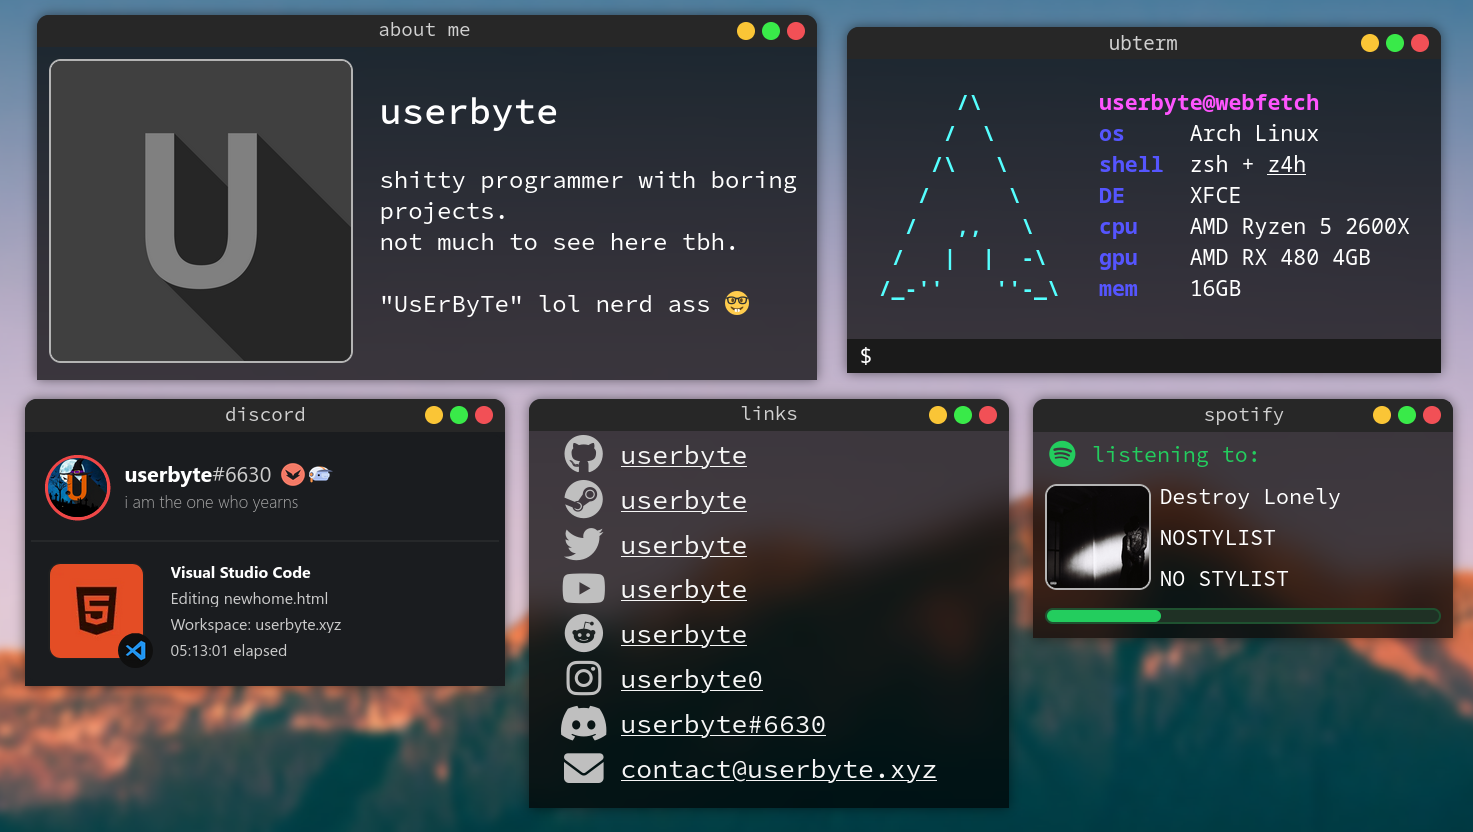 about me
U
userbyte
shitty programmer with boring
projects.
not much to see here tbh.
"UsErByTe" lol nerd ass 🤓
ubterm
/\
/  \
/\   \
/      \
/   ,,   \
/   |  |  -\
/_-''    ''-_\
userbyte@webfetch
os Arch Linux
shell zsh + z4h
DE XFCE
cpu AMD Ryzen 5 2600X
gpu AMD RX 480 4GB
mem 16GB
$
discord
U
userbyte#6630
i am the one who yearns
5
Visual Studio Code
Editing newhome.html
Workspace: userbyte.xyz
05:13:01 elapsed
links
userbyte
userbyte
userbyte
userbyte
userbyte
userbyte0
userbyte#6630
contact@userbyte.xyz
spotify
listening to:
Destroy Lonely
NOSTYLIST
NO STYLIST